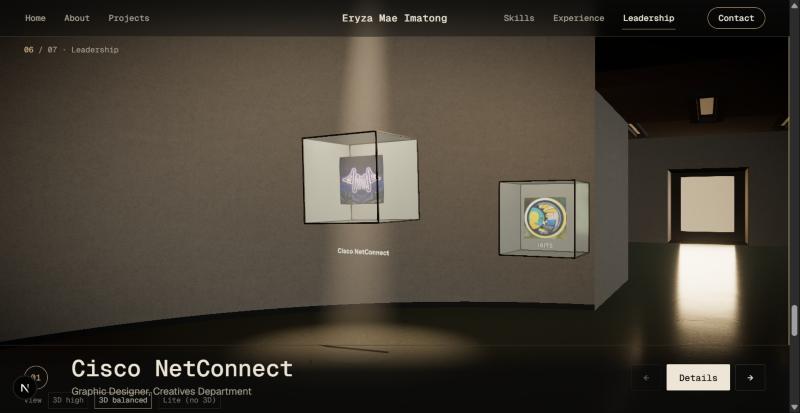 Home About Projects Eryza Mae Imatong Skills Experience Leadership Contact
06 / 07 · Leadership
Cisco NetConnect
01 Cisco NetConnect
← Details →
Graphic Designer, Creatives Department
N
View 3D high 3D balanced Lite (no 3D)